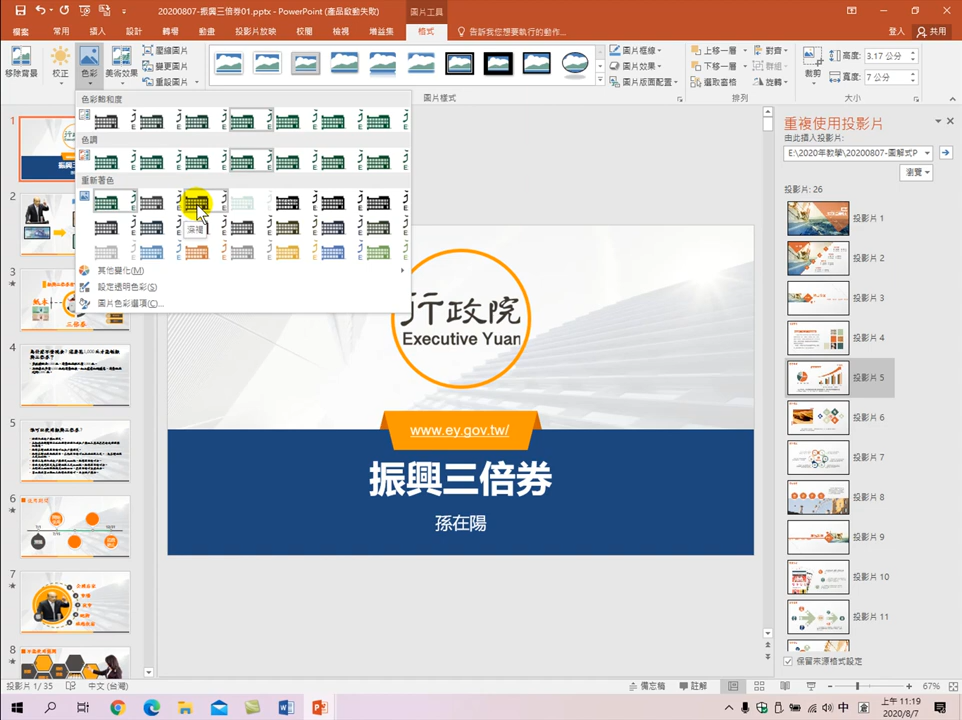 20200807-振興三倍券01.pptx - PowerPoint (產品啟動失敗)
圖片工具
檔案 常用 插入 設計 轉場 動畫 投影片放映 校閱 檢視 增益集 格式 告訴我您想要執行的動作...
登入 共用
移除背景 校正 色彩 美術效果
壓縮圖片
變更圖片
重設圖片
圖片框線
圖片效果
圖片版面配置
圖片樣式
上移一層
下移一層
選取窗格
對齊
群組
旋轉
排列
裁剪
高度: 3.17 公分
寬度: 7 公分
大小
色彩飽和度
色調
重新著色
深褐
其他變化(M)
設定透明色彩(S)
圖片色彩選項(C)...
1
2
3
4
5
6
7
8
三倍券
行政院
Executive Yuan
www.ey.gov.tw/
振興三倍券
孫在陽
重複使用投影片
由此插入投影片:
E:\2020年教學\20200807-圖解式P
瀏覽
投影片: 26
投影片 1
投影片 2
投影片 3
投影片 4
投影片 5
投影片 6
投影片 7
投影片 8
投影片 9
投影片 10
投影片 11
保留來源格式設定
投影片 1/35 中文 (台灣)
備忘稿 註解 67%
中
上午 11:19
2020/8/7